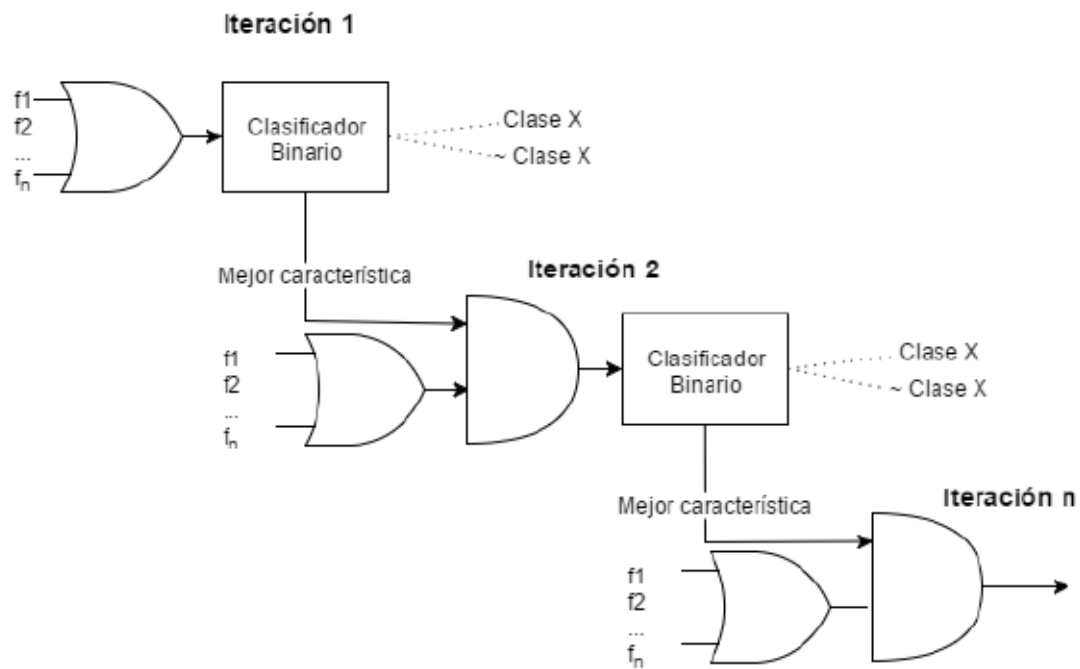 Iteración 1
f1
f2
...
fn
Clasificador
Binario
Clase X
~ Clase X
Mejor característica
Iteración 2
f1
f2
...
fn
Clasificador
Binario
Clase X
~ Clase X
Mejor característica
Iteración n
f1
f2
...
fn